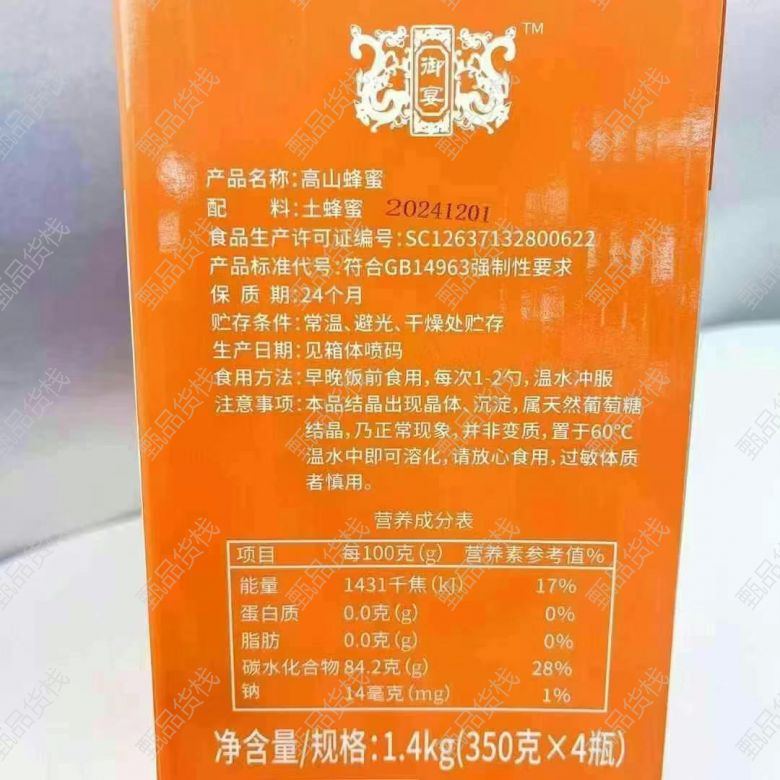 御宴 TM
产品名称:高山蜂蜜
配 料:土蜂蜜 20241201
食品生产许可证编号:SC12637132800622
产品标准代号:符合GB14963强制性要求
保 质 期:24个月
贮存条件:常温、避光、干燥处贮存
生产日期:见箱体喷码
食用方法:早晚饭前食用,每次1-2勺,温水冲服
注意事项:本品结晶出现晶体、沉淀,属天然葡萄糖
结晶,乃正常现象,并非变质,置于60℃
温水中即可溶化,请放心食用,过敏体质
者慎用。
营养成分表
项目 每100克(g) 营养素参考值%
能量 1431千焦(kJ) 17%
蛋白质 0.0克(g) 0%
脂肪 0.0克(g) 0%
碳水化合物 84.2克(g) 28%
钠 14毫克(mg) 1%
净含量/规格:1.4kg(350克×4瓶)
甄品货栈